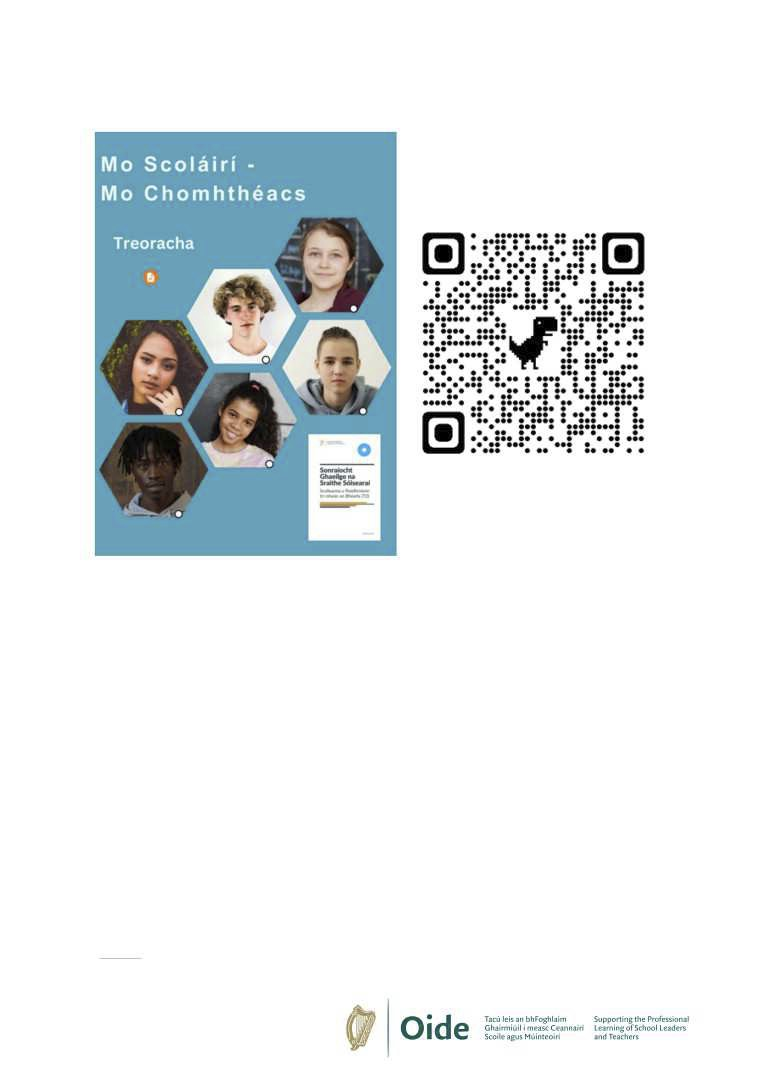 Mo Scoláirí -
Mo Chomhthéacs
Treoracha
Sonraíocht
Ghaeilge na
Sraithe Sóisearaí
Oide
Tacú leis an bhFoghlaim
Ghairmiúil i measc Ceannairí
Scoile agus Múinteoirí
Supporting the Professional
Learning of School Leaders
and Teachers